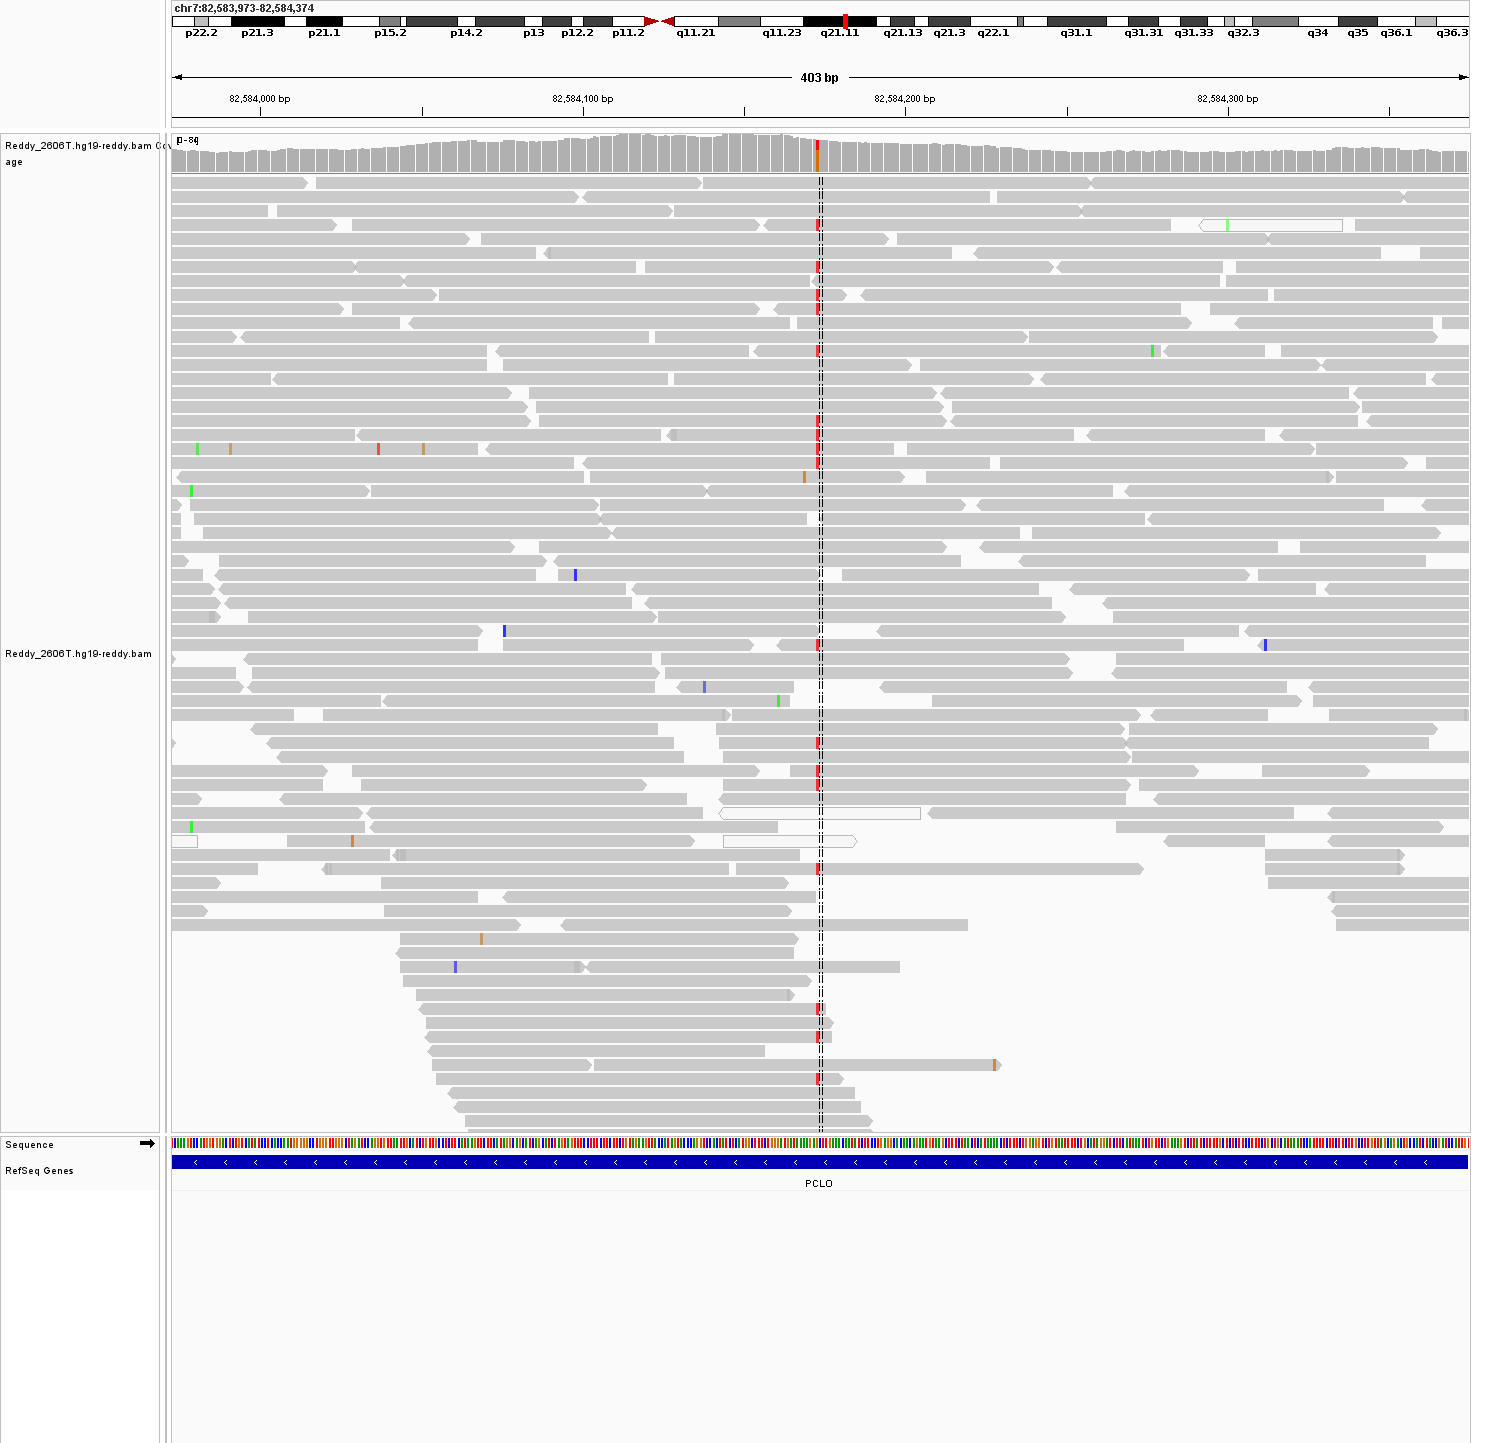 chr7:82,583,973-82,584,374
p22.2 p21.3 p21.1 p15.2 p14.2 p13 p12.2 p11.2 q11.21 q11.23 q21.11 q21.13 q21.3 q22.1 q31.1 q31.31 q31.33 q32.3 q34 q35 q36.1 q36.3
403 bp
82,584,000 bp 82,584,100 bp 82,584,200 bp 82,584,300 bp
[0-84]
Reddy_2606T.hg19-reddy.bam Cov
age
Reddy_2606T.hg19-reddy.bam
Sequence
RefSeq Genes
PCLO